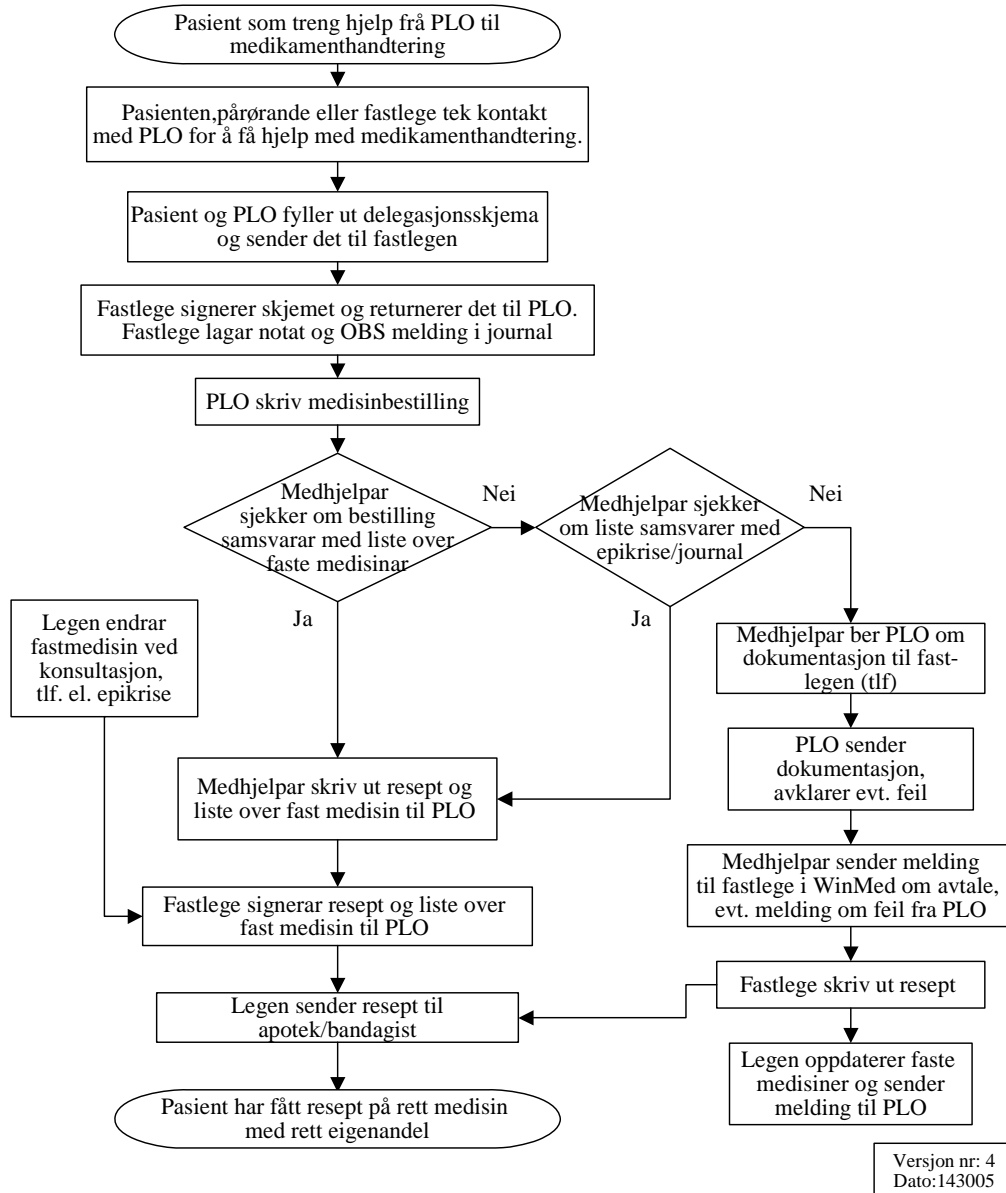 Pasient som treng hjelp frå PLO til
medikamenthandtering
Pasienten,pårørande eller fastlege tek kontakt
med PLO for å få hjelp med medikamenthandtering.
Pasient og PLO fyller ut delegasjonsskjema
og sender det til fastlegen
Fastlege signerer skjemet og returnerer det til PLO.
Fastlege lagar notat og OBS melding i journal
PLO skriv medisinbestilling
Medhjelpar
sjekker om bestilling
samsvarar med liste over
faste medisinar
Nei
Medhjelpar sjekker
om liste samsvarer med
epikrise/journal
Nei
Ja
Ja
Legen endrar
fastmedisin ved
konsultasjon,
tlf. el. epikrise
Medhjelpar ber PLO om
dokumentasjon til fast-
legen (tlf)
PLO sender
dokumentasjon,
avklarer evt. feil
Medhjelpar skriv ut resept og
liste over fast medisin til PLO
Medhjelpar sender melding
til fastlege i WinMed om avtale,
evt. melding om feil fra PLO
Fastlege signerar resept og liste over
fast medisin til PLO
Fastlege skriv ut resept
Legen sender resept til
apotek/bandagist
Legen oppdaterer faste
medisiner og sender
melding til PLO
Pasient har fått resept på rett medisin
med rett eigenandel
Versjon nr: 4
Dato:143005